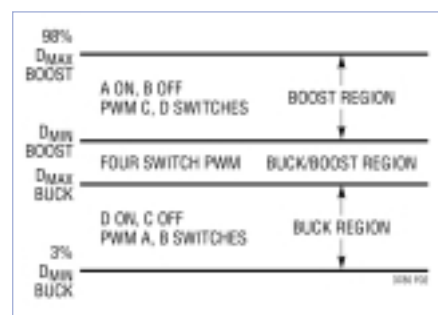 98%
DMAX
BOOST
A ON, B OFF
PWM C, D SWITCHES
BOOST REGION
DMIN
BOOST
FOUR SWITCH PWM BUCK/BOOST REGION
DMAX
BUCK
D ON, C OFF
PWM A, B SWITCHES
BUCK REGION
3%
DMIN
BUCK